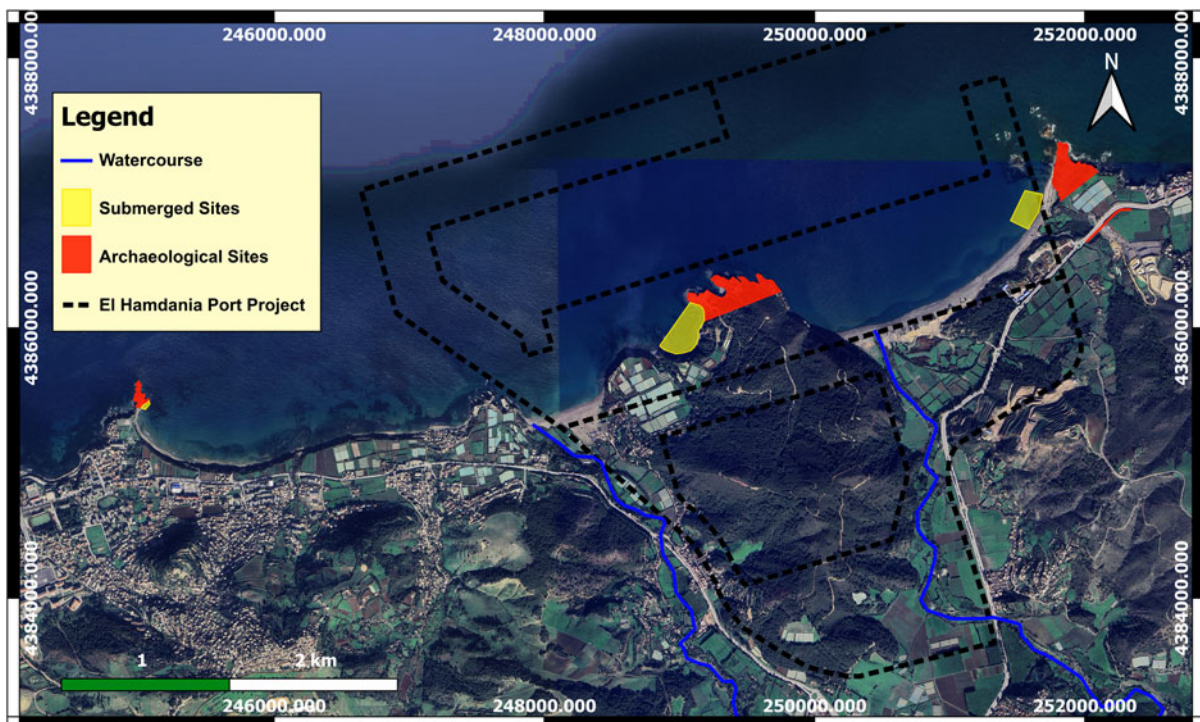 246000.000 248000.000 250000.000 252000.000
4388000.00
4388000.000
N
Legend
Watercourse
Submerged Sites
Archaeological Sites
El Hamdania Port Project
4386000.000
4386000.000
4384000.000
4384000.000
1 2 km
246000.000 248000.000 250000.000 252000.000